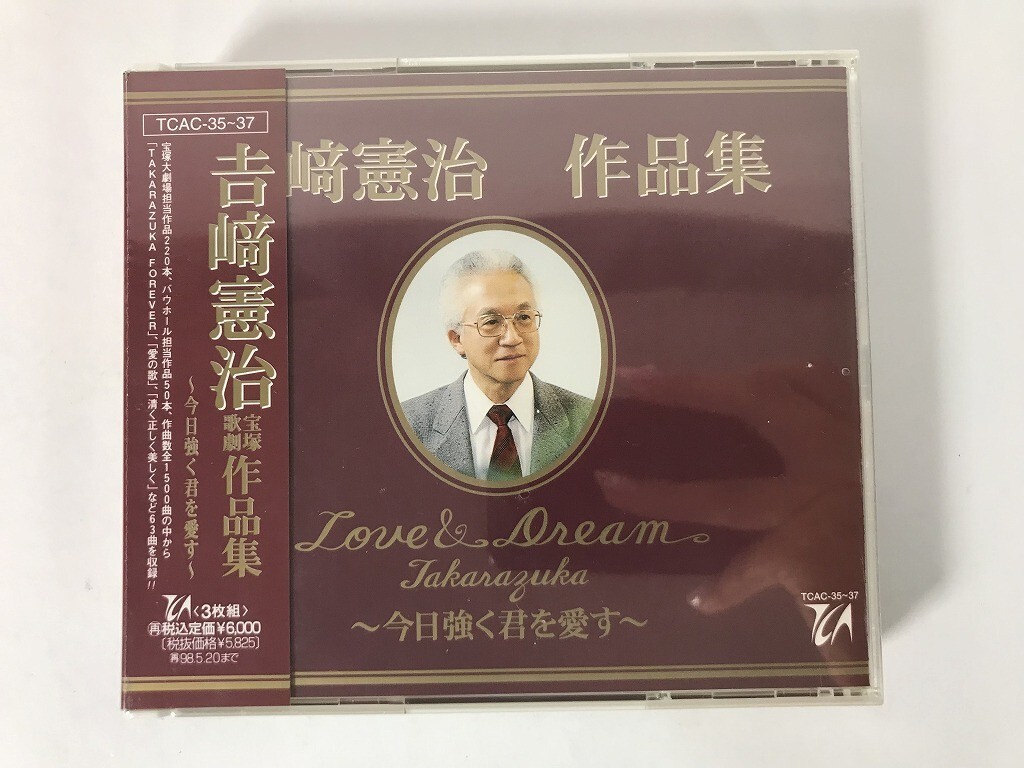 TCAC-35~37
吉﨑憲治
宝塚
歌劇
作品集
~今日強く君を愛す~
宝塚大劇場担当作品220本、バウホール担当作品50本、作曲数全1500曲の中から
「TAKARAZUKA FOREVER」、「愛の歌」、「清く正しく美しく」など63曲を収録!!
〈3枚組〉
再税込定価¥6,000
[税抜価格¥5,825]
再98.5.20まで
﨑憲治 作品集
Love & Dream
Takarazuka
~今日強く君を愛す~
TCAC-35~37